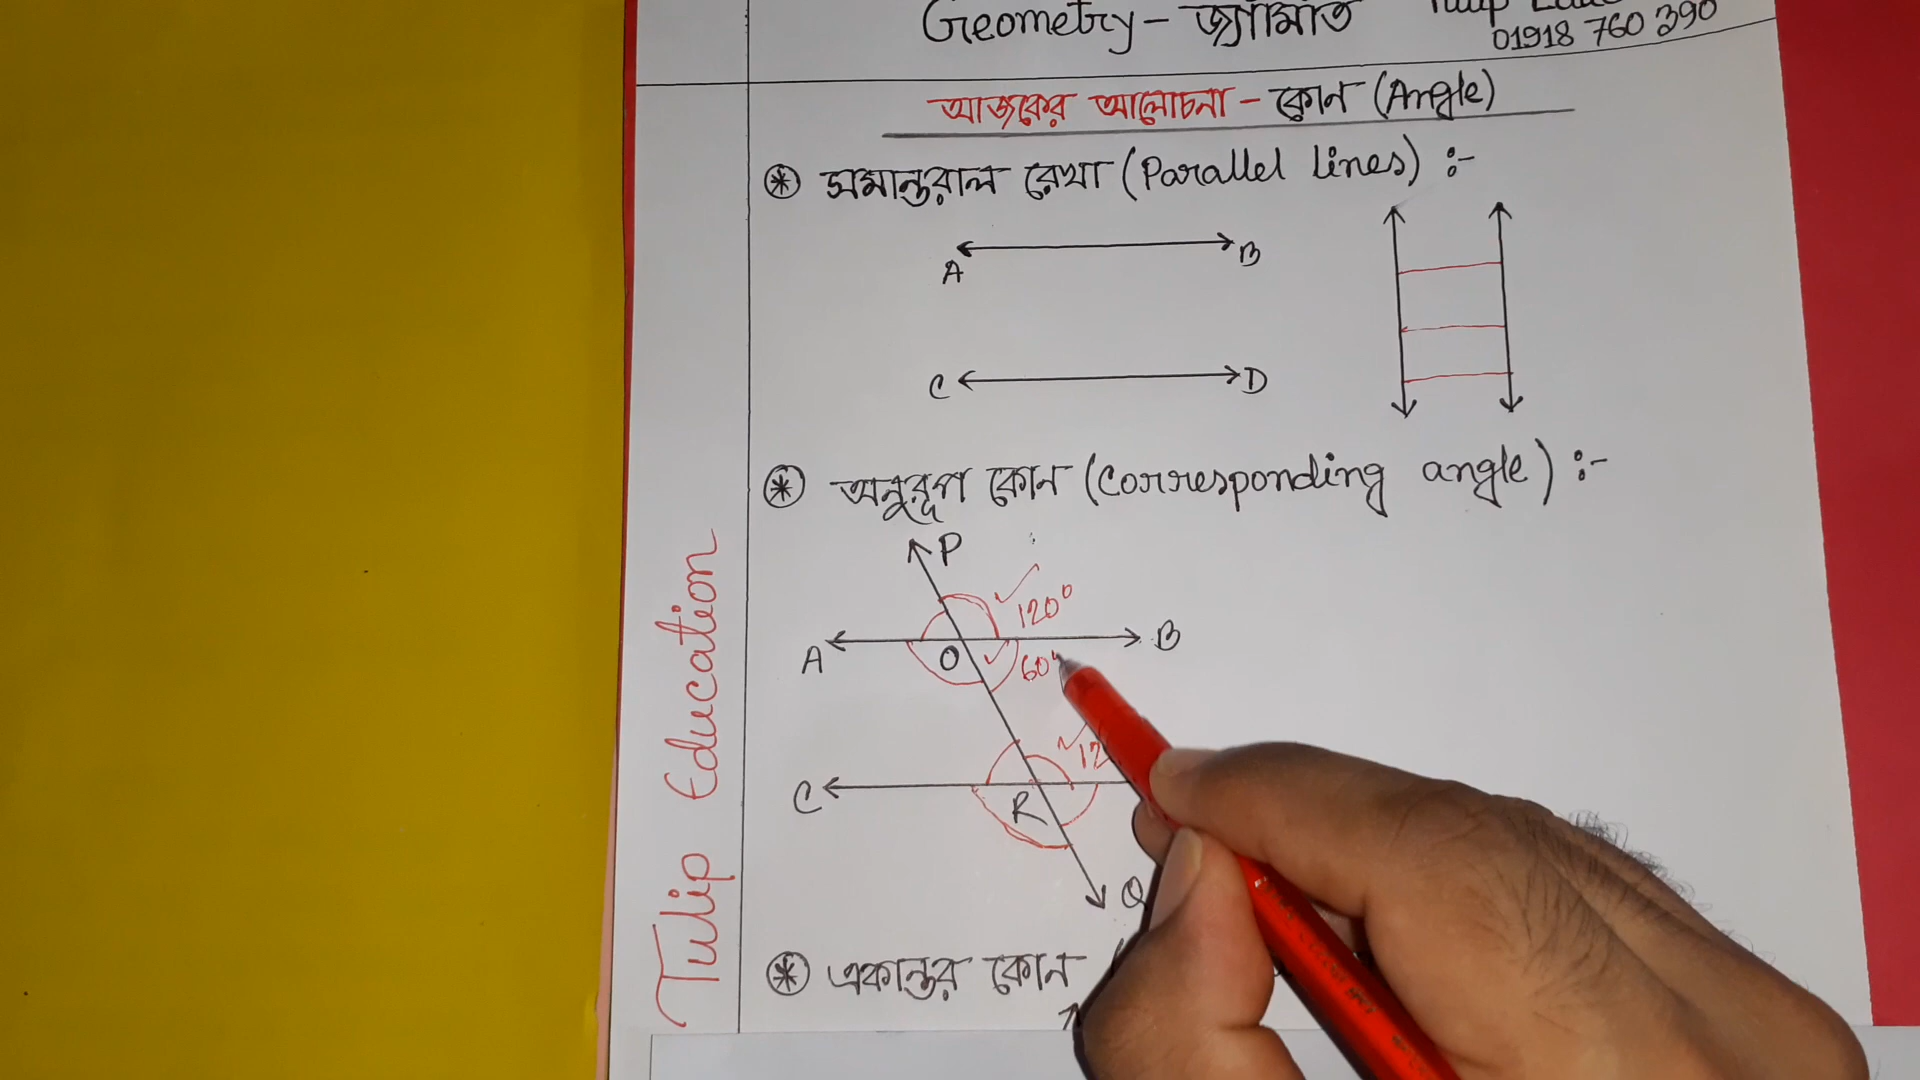 Geometry - জ্যামিতি
01918 760 390
আজকের আলোচনা - কোন (Angle)
⊛ সমান্তরাল রেখা (Parallel lines) :-
A B
C D
⊛ অনুরূপ কোন (Corresponding angle) :-
P
120°
A O 60° B
C R
Q
⊛ একান্তর কোন
Tulip Education